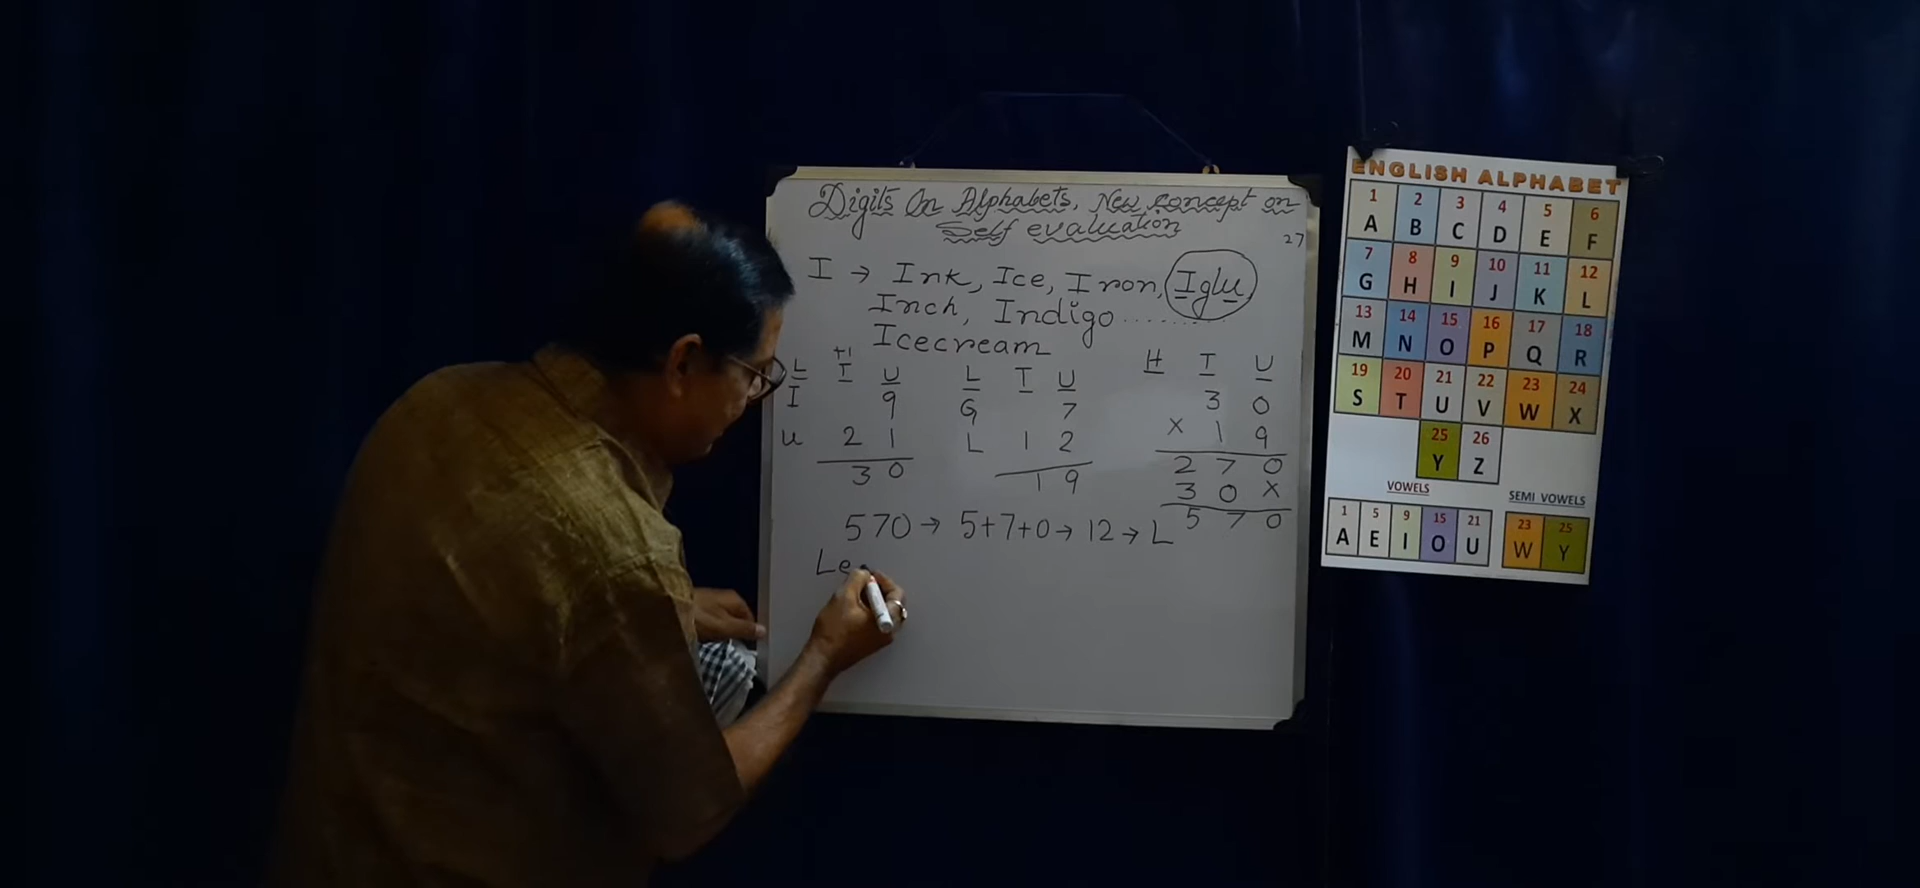 Digits On Alphabets, New concept on
Self evaluation
27
I → Ink, Ice, Iron, Iglu,
Inch, Indigo..........
Icecream
L +1 T U
I 9
U 2 1
3 0
L T U
G 7
L 1 2
1 9
H T U
3 0
X 1 9
2 7 0
3 0 X
5 7 0
570 → 5+7+0 → 12 → L
Le
ENGLISH ALPHABET
1 2 3 4 5 6
A B C D E F
7 8 9 10 11 12
G H I J K L
13 14 15 16 17 18
M N O P Q R
19 20 21 22 23 24
S T U V W X
25 26
Y Z
VOWELS
1 5 9 15 21
A E I O U
SEMI VOWELS
23 25
W Y